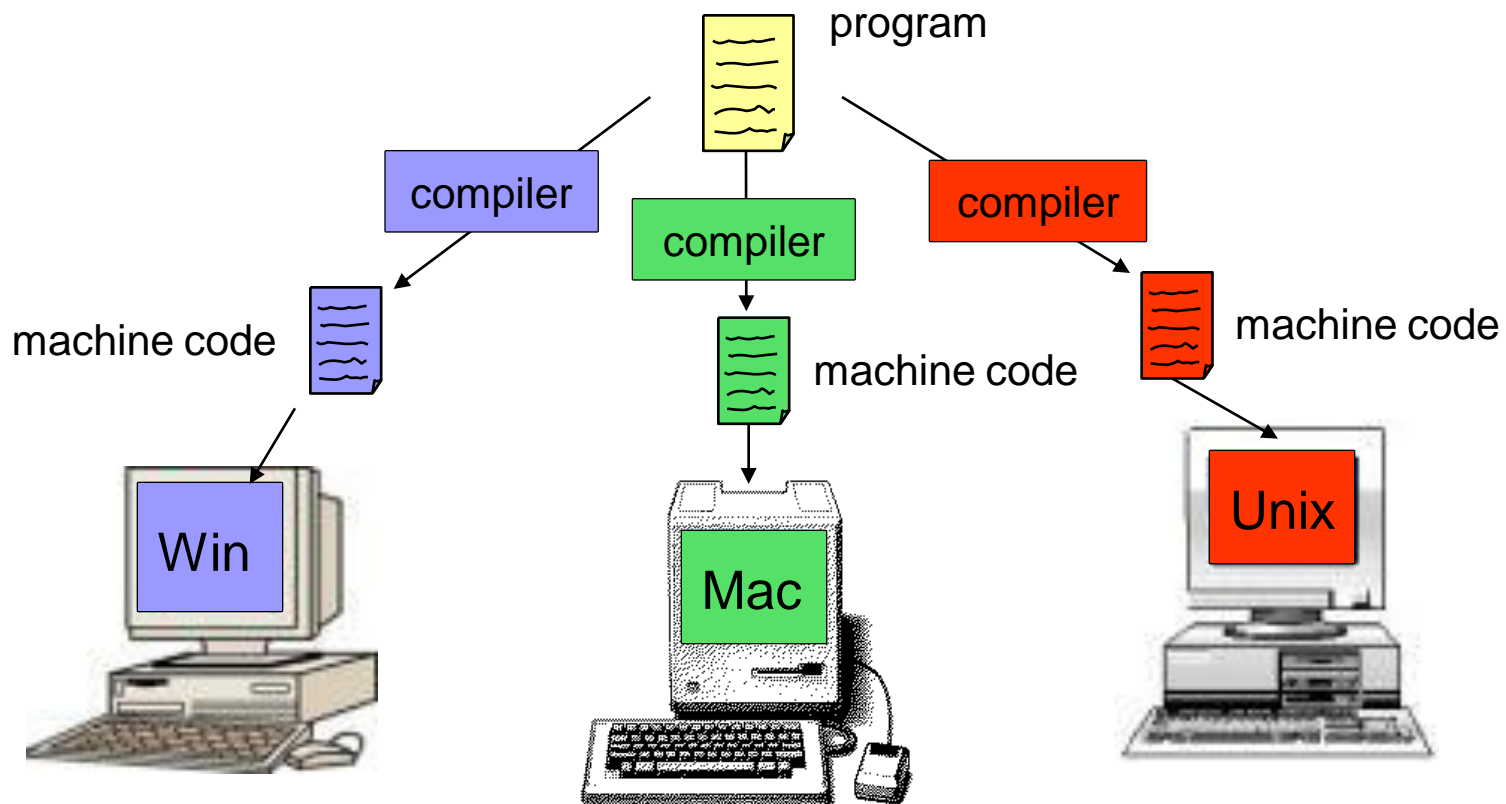 program
compiler
compiler
compiler
machine code
machine code
machine code
Win
Mac
Unix